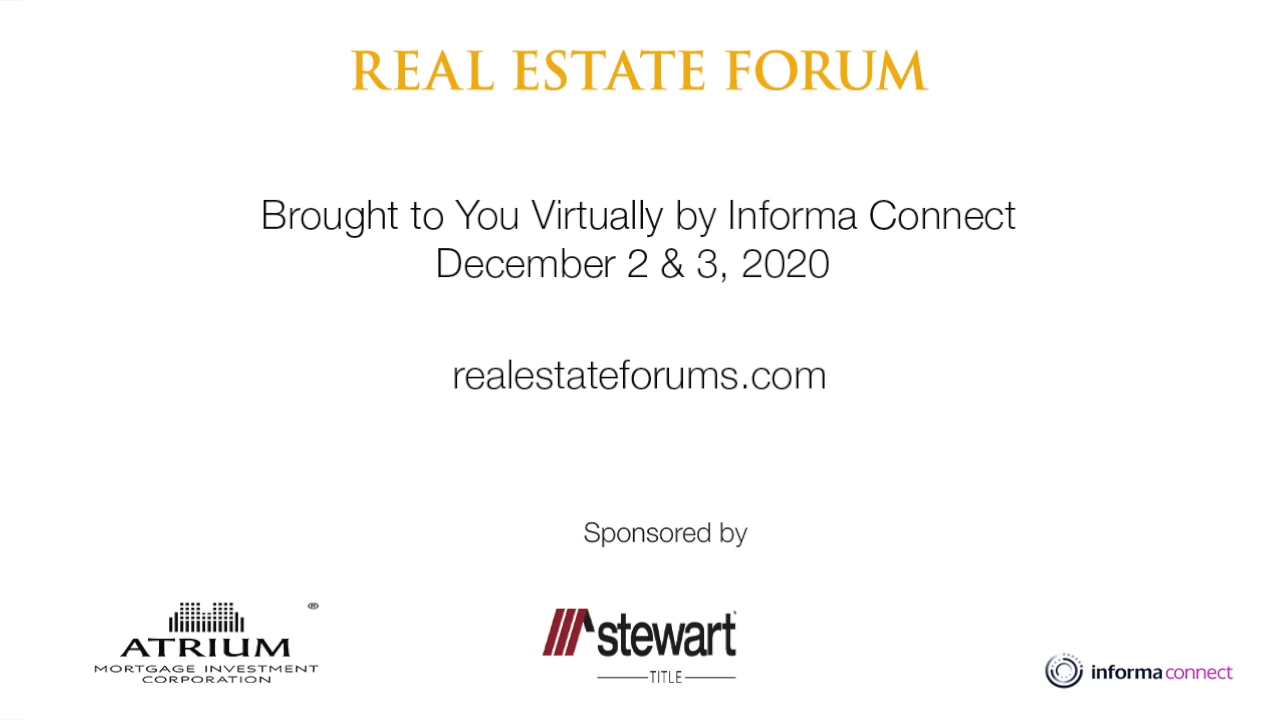 REAL ESTATE FORUM
Brought to You Virtually by Informa Connect
December 2 & 3, 2020
realestateforums.com
Sponsored by
®
ATRIUM
MORTGAGE INVESTMENT
CORPORATION
stewart
TITLE
informa connect